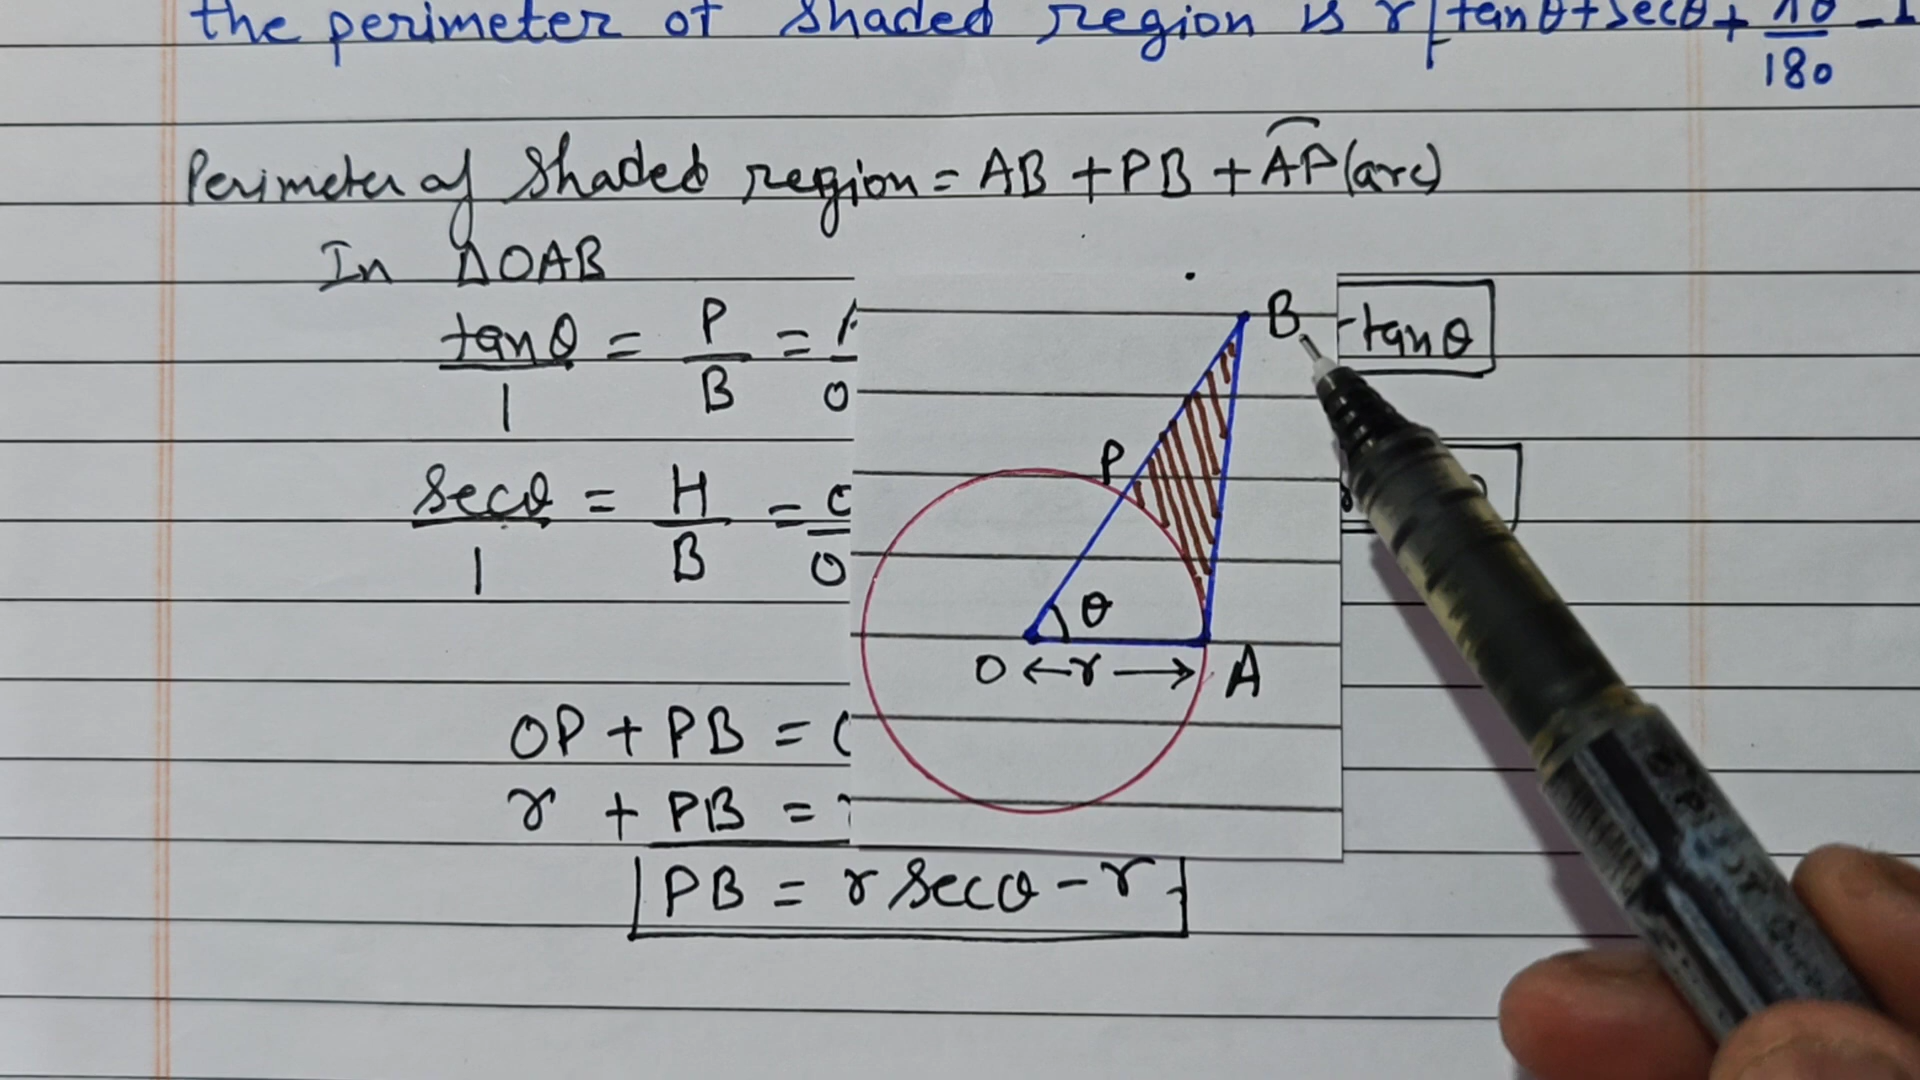 the perimeter of shaded region is r[tanθ+secθ+ πθ/180 -1
Perimeter of shaded region = AB + PB + A͡P (arc)
In ΔOAB
tanθ/1 = P/B =
-tanθ
secθ/1 = H/B =
OP + PB =
r + PB =
PB = r secθ - r
B
P
θ
O ←r→ A